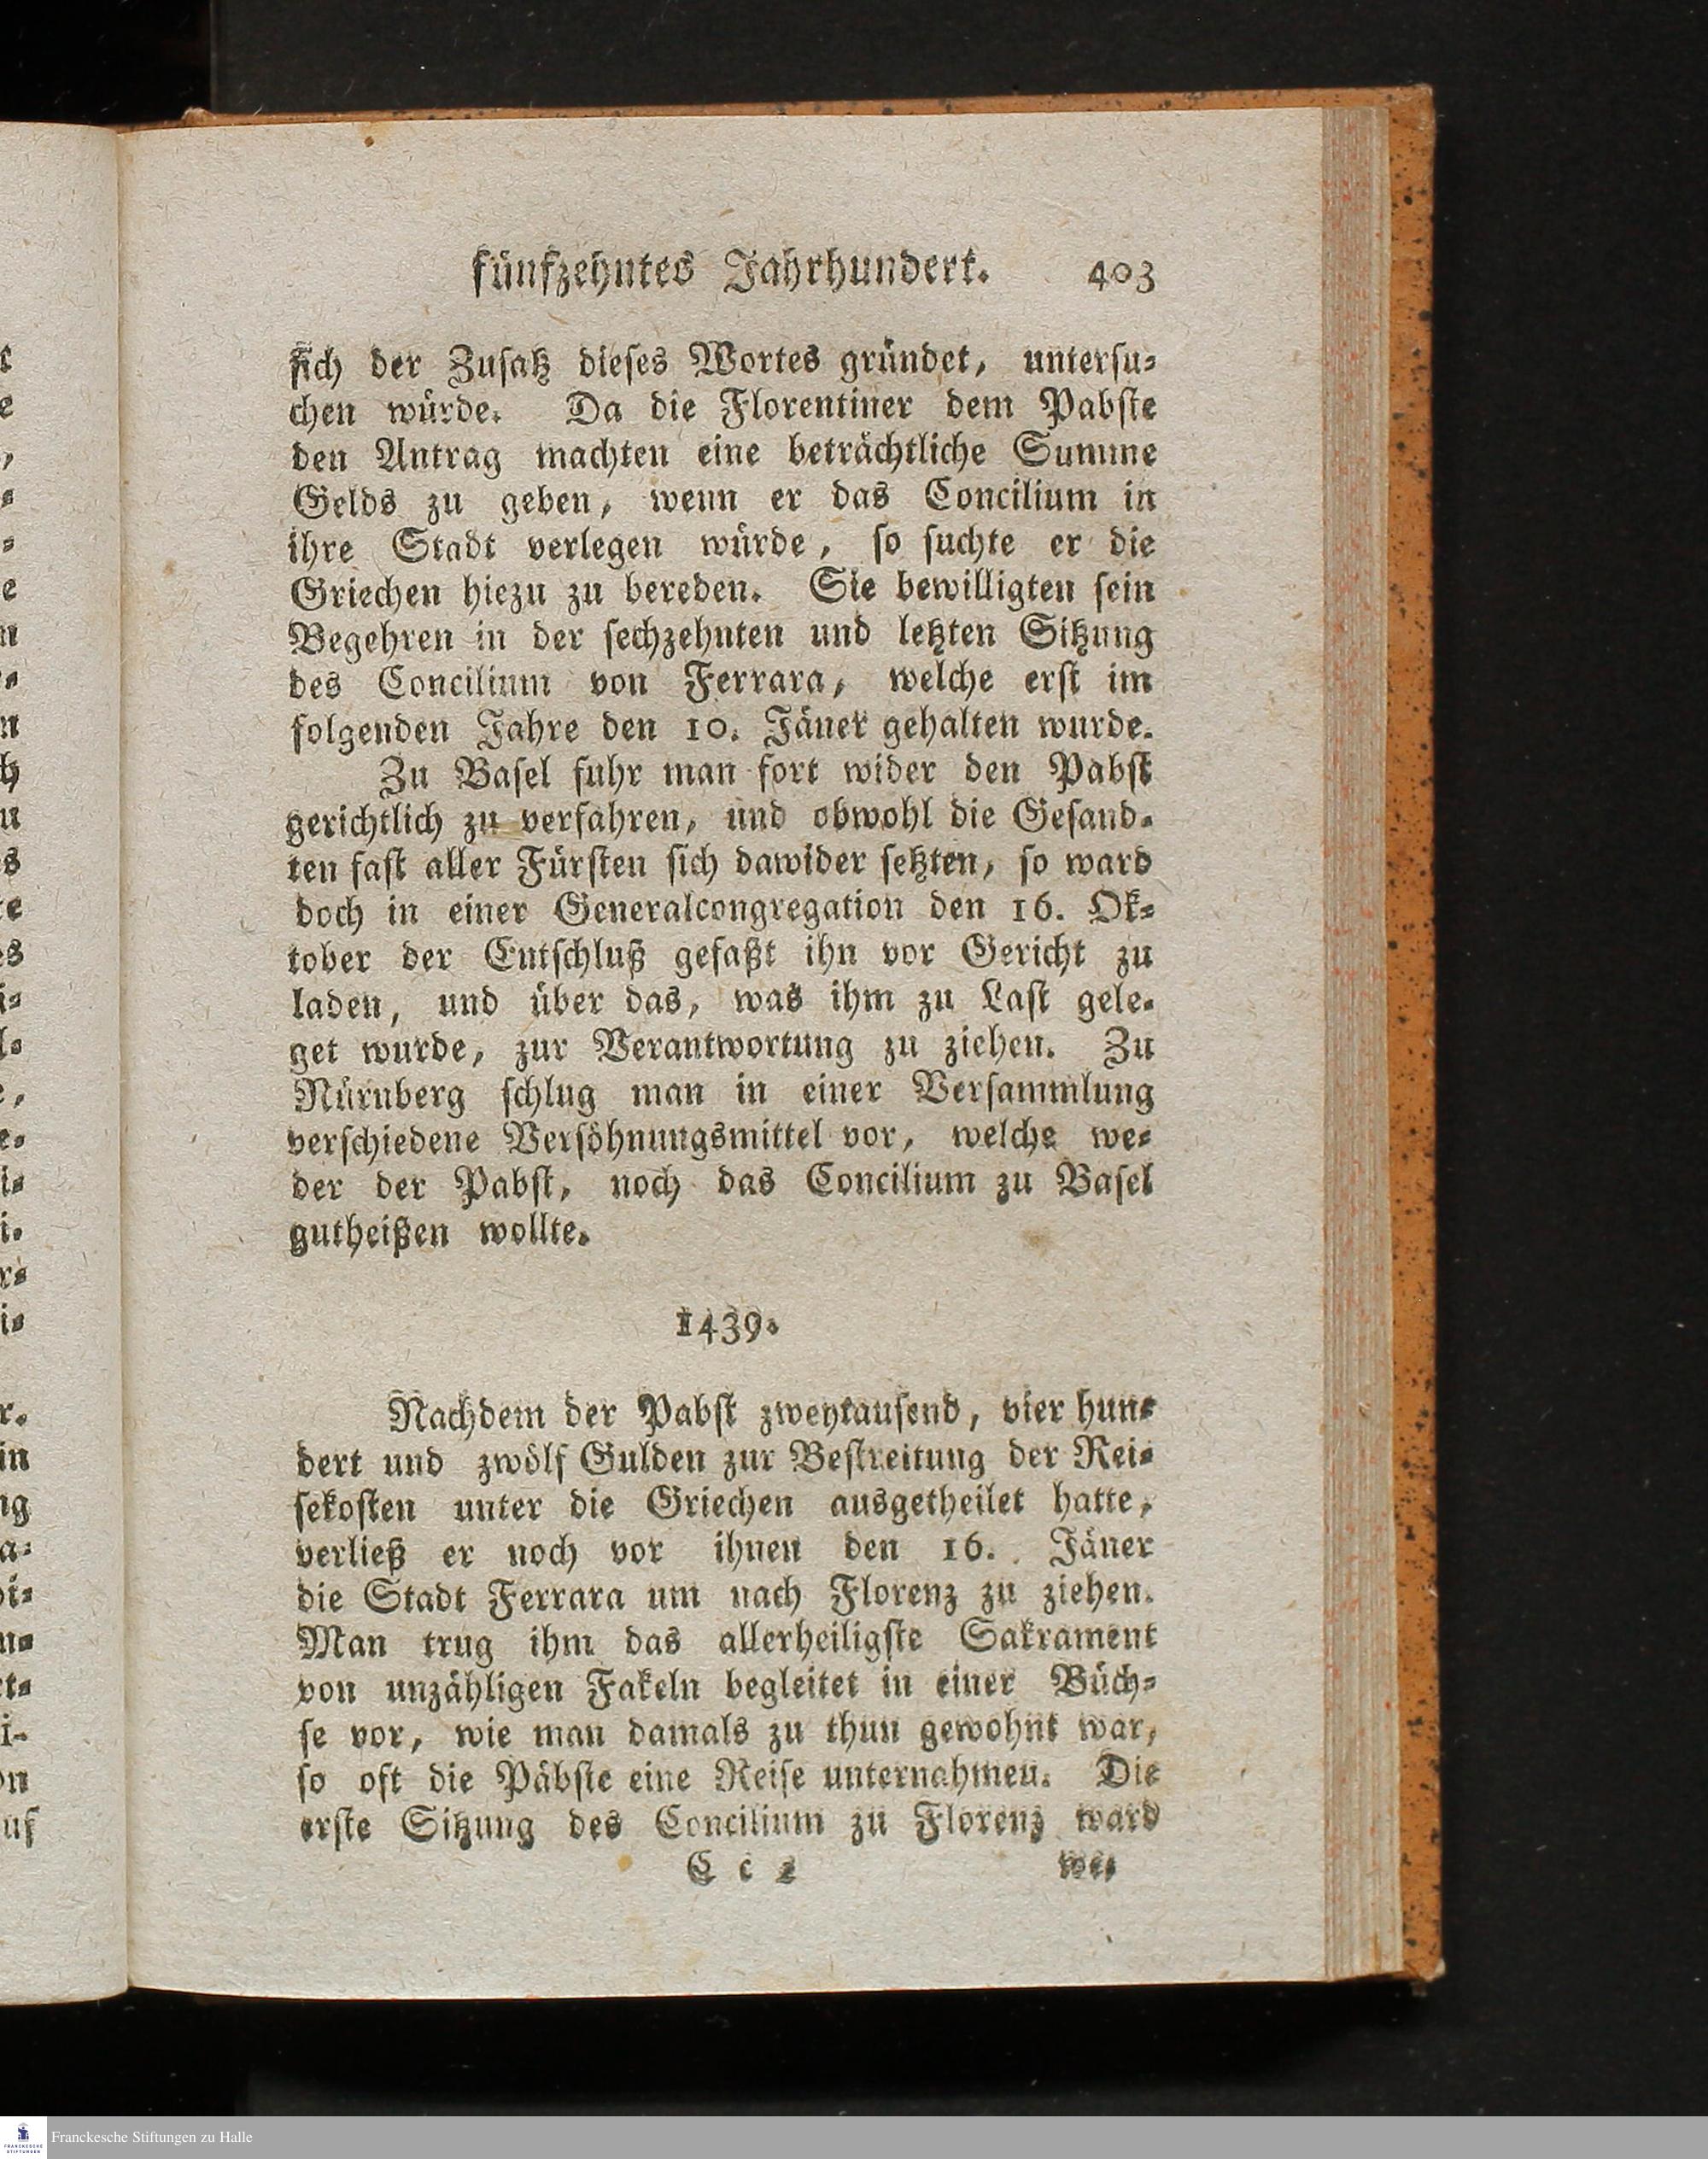 fünfzehntes Jahrhundert. 403
sich der Zusatz dieses Wortes gründet, untersu-
chen würde. Da die Florentiner dem Pabste
den Antrag machten eine beträchtliche Summe
Gelds zu geben, wenn er das Concilium in
ihre Stadt verlegen würde, so suchte er die
Griechen hiezu zu bereden. Sie bewilligten sein
Begehren in der sechzehnten und letzten Sitzung
des Concilium von Ferrara, welche erst im
folgenden Jahre den 10. Jäner gehalten wurde.
Zu Basel fuhr man fort wider den Pabst
gerichtlich zu verfahren, und obwohl die Gesand-
ten fast aller Fürsten sich dawider setzten, so ward
doch in einer Generalcongregation den 16. Ok-
tober der Entschluß gefaßt ihn vor Gericht zu
laden, und über das, was ihm zu Last gele-
get wurde, zur Verantwortung zu ziehen. Zu
Nürnberg schlug man in einer Versammlung
verschiedene Versöhnungsmittel vor, welche we-
der der Pabst, noch das Concilium zu Basel
gutheißen wollte.
1439.
Nachdem der Pabst zweytausend, vier hun-
dert und zwölf Gulden zur Bestreitung der Rei-
sekosten unter die Griechen ausgetheilet hatte,
verließ er noch vor ihnen den 16. Jäner
die Stadt Ferrara um nach Florenz zu ziehen.
Man trug ihm das allerheiligste Sakrament
von unzähligen Fakeln begleitet in einer Büch-
se vor, wie man damals zu thun gewohnt war,
so oft die Päbste eine Reise unternahmen. Die
erste Sitzung des Concilium zu Florenz ward
C c 2 we-
Franckesche Stiftungen zu Halle